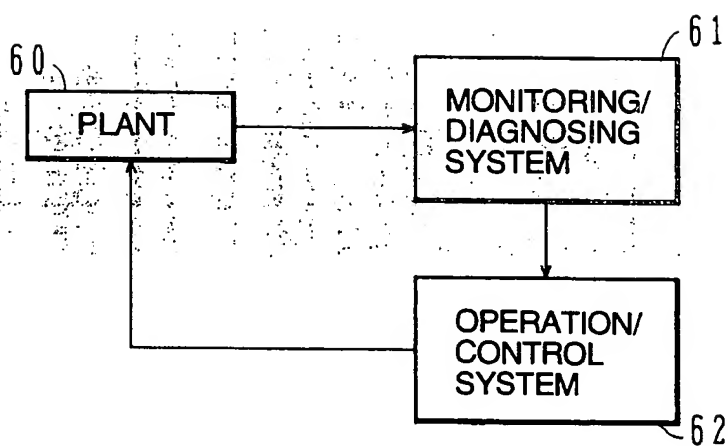 60
PLANT
61
MONITORING/
DIAGNOSING
SYSTEM
OPERATION/
CONTROL
SYSTEM
62